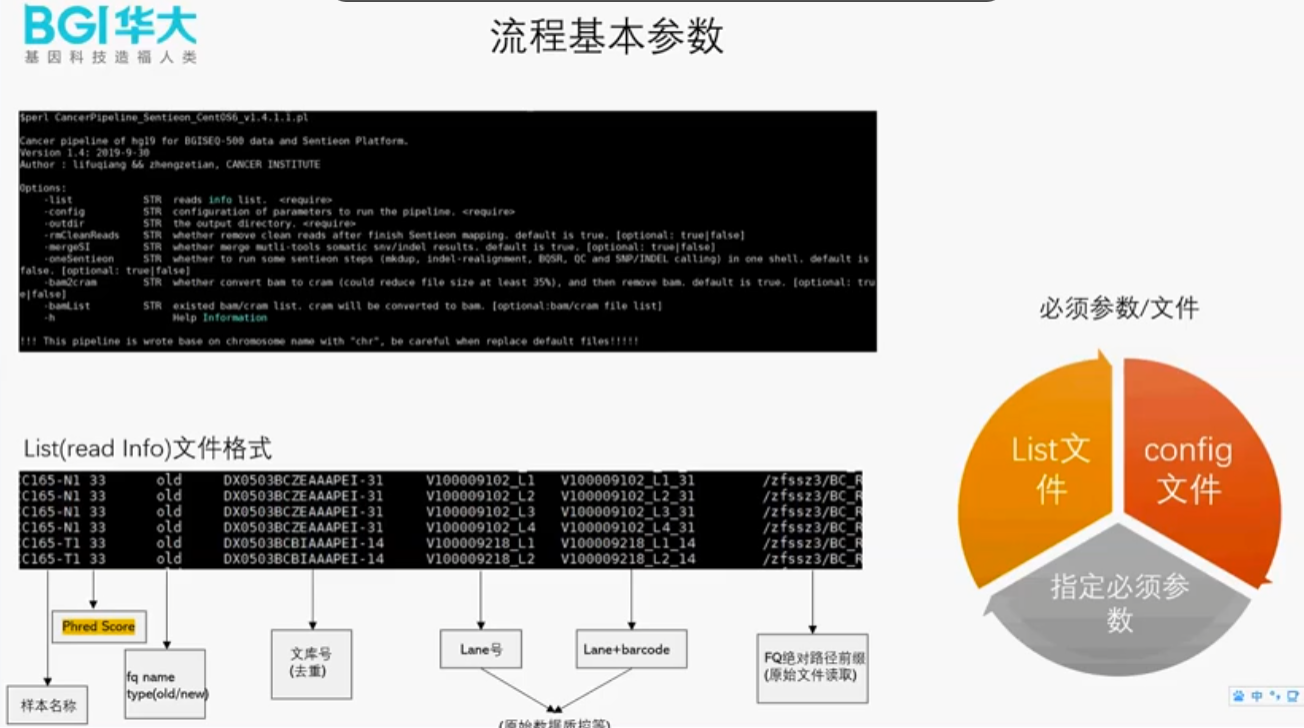 BGI华大
基因科技造福人类
流程基本参数
$perl CancerPipeline_Sentieon_CentOS6_v1.4.1.1.pl
Cancer pipeline of hg19 for BGISEQ-500 data and Sentieon Platform.
Version 1.4: 2019-9-30
Author : lifuqiang && zhengzetian, CANCER INSTITUTE
Options:
-list STR reads info list. <require>
-config STR configuration of parameters to run the pipeline. <require>
-outdir STR the output directory. <require>
-rmCleanReads STR whether remove clean reads after finish Sentieon mapping. default is true. [optional: true|false]
-mergeSI STR whether merge mutli-tools somatic snv/indel results. default is true. [optional: true|false]
-oneSentieon STR whether to run some sentieon steps (mkdup, indel-realignment, BQSR, QC and SNP/INDEL calling) in one shell. default is
false. [optional: true|false]
-bam2cram STR whether convert bam to cram (could reduce file size at least 35%), and then remove bam. default is true. [optional: tru
e|false]
-bamList STR existed bam/cram list. cram will be converted to bam. [optional:bam/cram file list]
-h Help Information
!!! This pipeline is wrote base on chromosome name with "chr", be careful when replace default files!!!!!
必须参数/文件
List文
件
config
文件
指定必须参
数
List(read Info)文件格式
C165-N1 33 old DX0503BCZEAAAPEI-31 V100009102_L1 V100009102_L1_31 /zfssz3/BC_R
C165-N1 33 old DX0503BCZEAAAPEI-31 V100009102_L2 V100009102_L2_31 /zfssz3/BC_R
C165-N1 33 old DX0503BCZEAAAPEI-31 V100009102_L3 V100009102_L3_31 /zfssz3/BC_R
C165-N1 33 old DX0503BCZEAAAPEI-31 V100009102_L4 V100009102_L4_31 /zfssz3/BC_R
C165-T1 33 old DX0503BCBIAAAPEI-14 V100009218_L1 V100009218_L1_14 /zfssz3/BC_R
C165-T1 33 old DX0503BCBIAAAPEI-14 V100009218_L2 V100009218_L2_14 /zfssz3/BC_R
样本名称
Phred Score
fq name
type(old/new)
文库号
(去重)
Lane号
Lane+barcode
FQ绝对路径前缀
(原始文件读取)
(原始数据质控等)
中